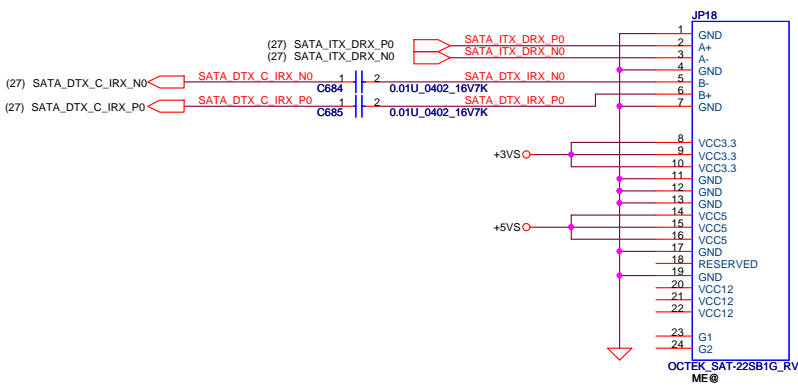 JP18
1 GND
(27) SATA_ITX_DRX_P0 SATA_ITX_DRX_P0 2 A+
(27) SATA_ITX_DRX_N0 SATA_ITX_DRX_N0 3 A-
4 GND
(27) SATA_DTX_C_IRX_N0 SATA_DTX_C_IRX_N0 1 2 SATA_DTX_IRX_N0 5 B-
C684 0.01U_0402_16V7K
6 B+
(27) SATA_DTX_C_IRX_P0 SATA_DTX_C_IRX_P0 1 2 SATA_DTX_IRX_P0 7 GND
C685 0.01U_0402_16V7K
8 VCC3.3
+3VS 9 VCC3.3
10 VCC3.3
11 GND
12 GND
13 GND
14 VCC5
+5VS 15 VCC5
16 VCC5
17 GND
18 RESERVED
19 GND
20 VCC12
21 VCC12
22 VCC12
23 G1
24 G2
OCTEK_SAT-22SB1G_RV
ME@